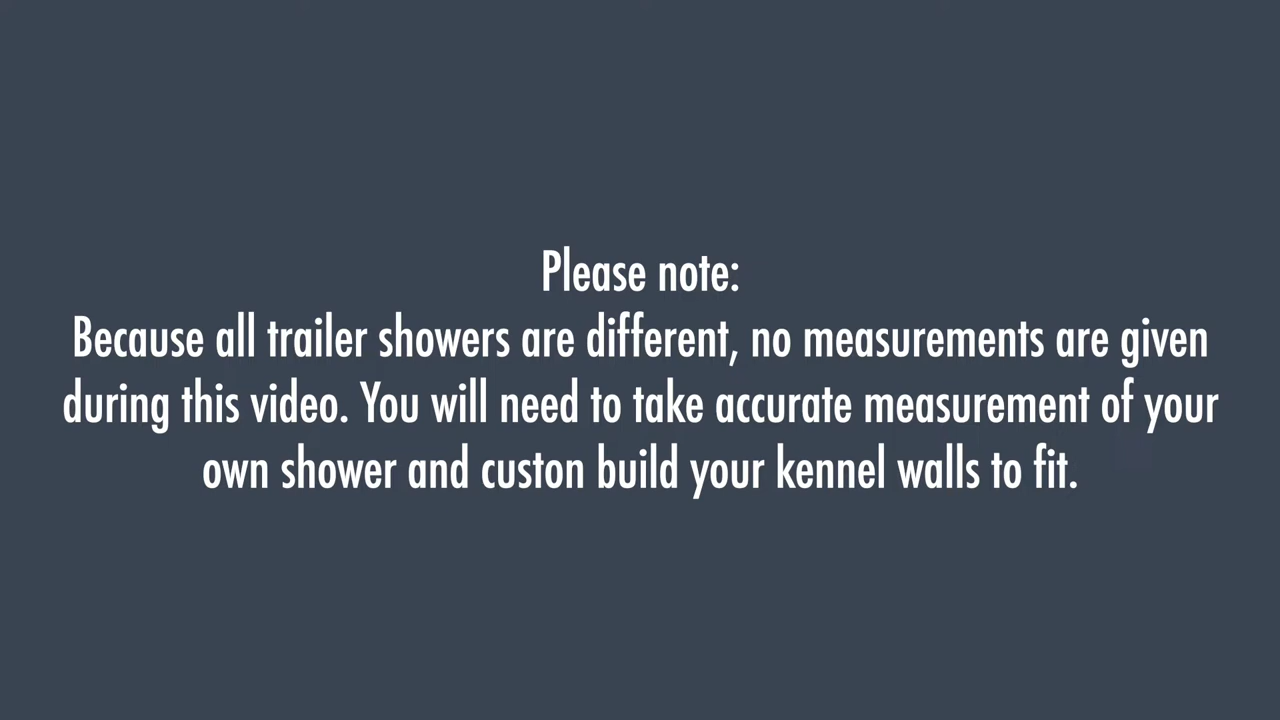 Please note:
Because all trailer showers are different, no measurements are given
during this video. You will need to take accurate measurement of your
own shower and custon build your kennel walls to fit.